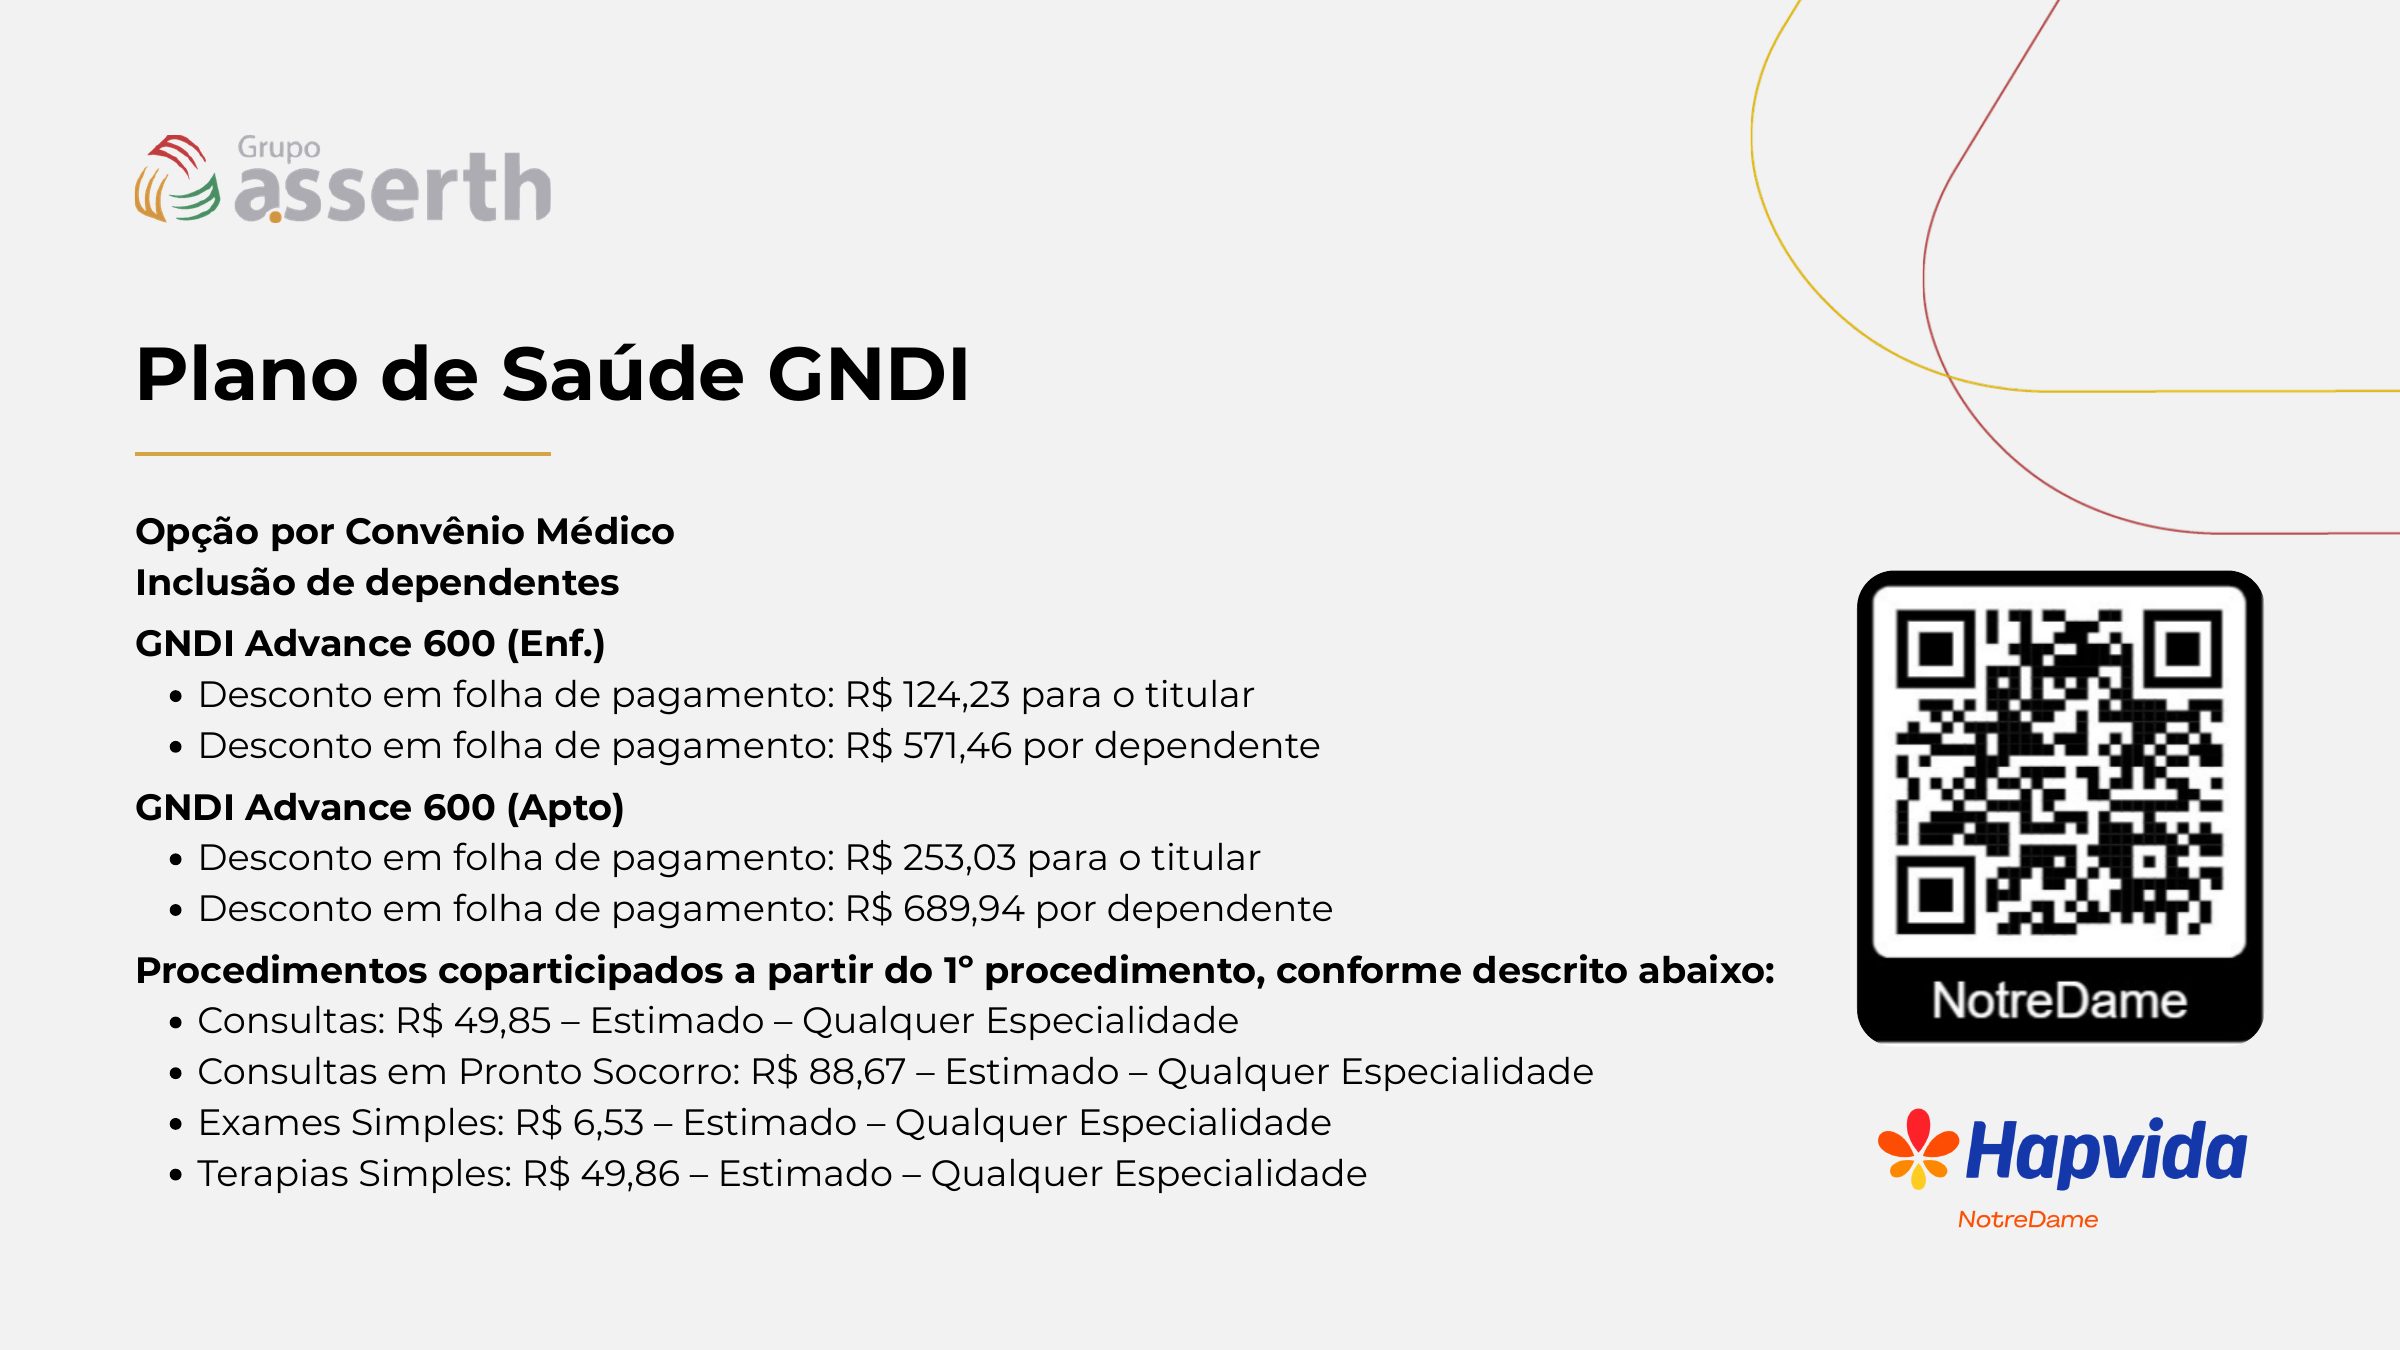 Grupo
asserth
Plano de Saúde GNDI
Opção por Convênio Médico
Inclusão de dependentes
GNDI Advance 600 (Enf.)
• Desconto em folha de pagamento: R$ 124,23 para o titular
• Desconto em folha de pagamento: R$ 571,46 por dependente
GNDI Advance 600 (Apto)
• Desconto em folha de pagamento: R$ 253,03 para o titular
• Desconto em folha de pagamento: R$ 689,94 por dependente
Procedimentos coparticipados a partir do 1º procedimento, conforme descrito abaixo:
• Consultas: R$ 49,85 – Estimado – Qualquer Especialidade
• Consultas em Pronto Socorro: R$ 88,67 – Estimado – Qualquer Especialidade
• Exames Simples: R$ 6,53 – Estimado – Qualquer Especialidade
• Terapias Simples: R$ 49,86 – Estimado – Qualquer Especialidade
NotreDame
Hapvida
NotreDame